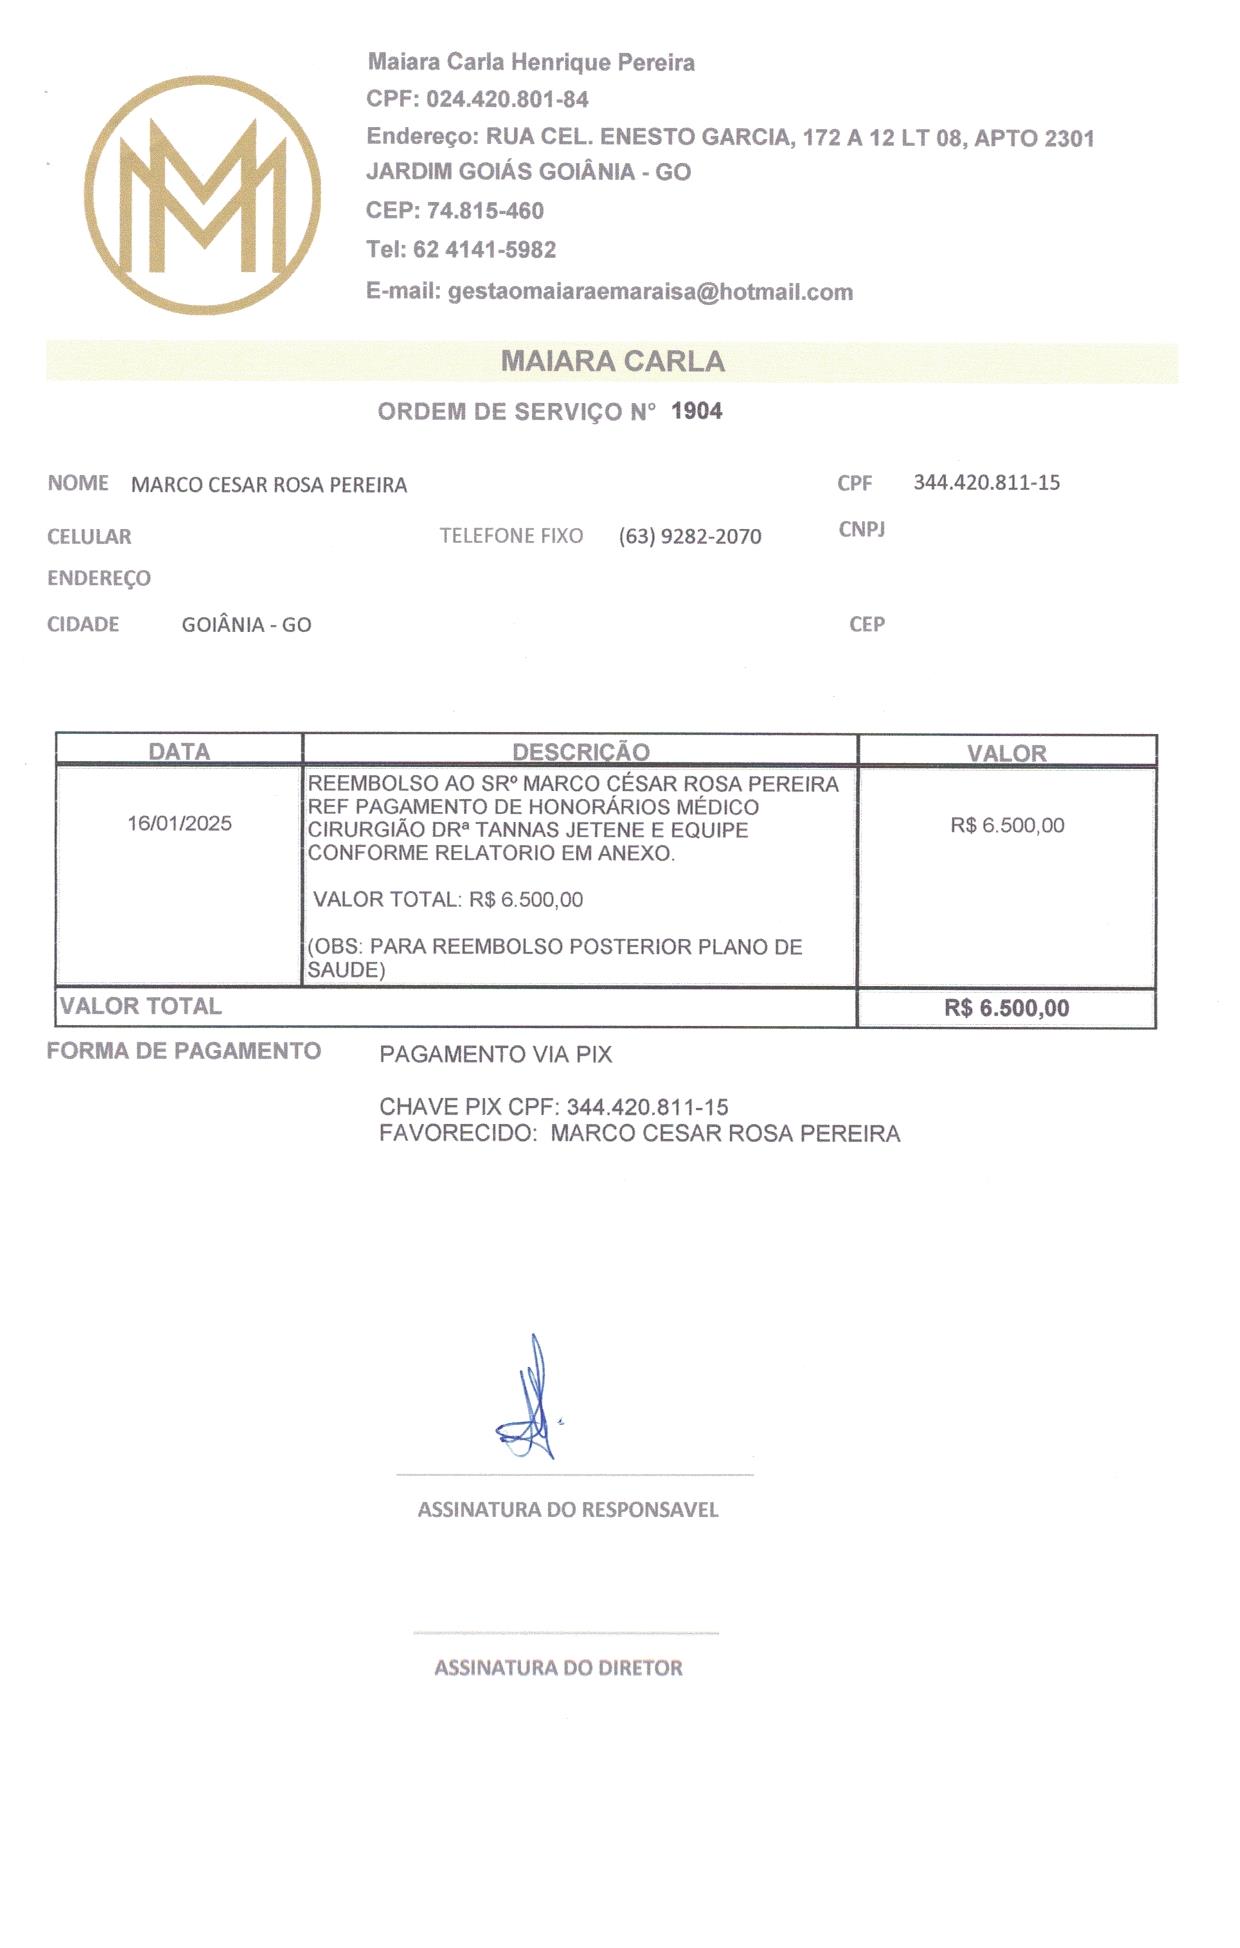 Maiara Carla Henrique Pereira
CPF: 024.420.801-84
Endereço: RUA CEL. ENESTO GARCIA, 172 A 12 LT 08, APTO 2301
JARDIM GOIÁS GOIÂNIA - GO
CEP: 74.815-460
Tel: 62 4141-5982
E-mail: gestaomaiaraemaraisa@hotmail.com
MAIARA CARLA
ORDEM DE SERVIÇO N° 1904
NOME MARCO CESAR ROSA PEREIRA CPF 344.420.811-15
CELULAR TELEFONE FIXO (63) 9282-2070 CNPJ
ENDEREÇO
CIDADE GOIÂNIA - GO CEP
DATA DESCRIÇÃO VALOR
REEMBOLSO AO SRº MARCO CÉSAR ROSA PEREIRA
REF PAGAMENTO DE HONORÁRIOS MÉDICO
16/01/2025 CIRURGIÃO DRª TANNAS JETENE E EQUIPE R$ 6.500,00
CONFORME RELATORIO EM ANEXO.
VALOR TOTAL: R$ 6.500,00
(OBS: PARA REEMBOLSO POSTERIOR PLANO DE
SAUDE)
VALOR TOTAL R$ 6.500,00
FORMA DE PAGAMENTO PAGAMENTO VIA PIX
CHAVE PIX CPF: 344.420.811-15
FAVORECIDO: MARCO CESAR ROSA PEREIRA
ASSINATURA DO RESPONSAVEL
ASSINATURA DO DIRETOR